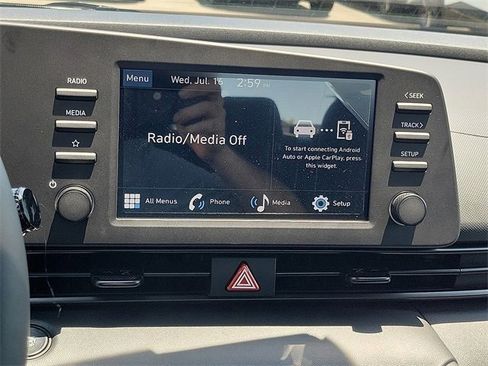 RADIO
MEDIA
Menu
Wed, Jul. 16
2:59
Radio/Media Off
To start connecting Android
Auto or Apple CarPlay, press
this widget.
All Menus
Phone
Media
Setup
< SEEK
TRACK >
SETUP